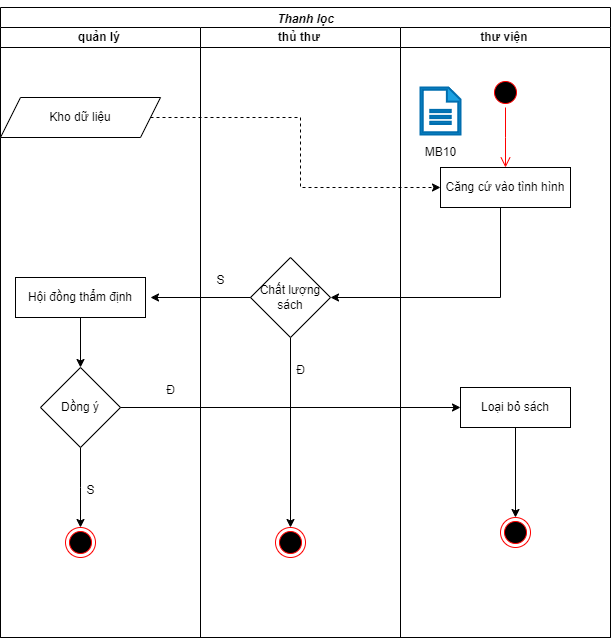 Thanh lọc
quản lý
thủ thư
thư viện
Kho dữ liệu
MB10
Căng cứ vào tình hình
S
Chất lượng
sách
Hội đồng thẩm định
Đ
Đ
Dồng ý
Loại bỏ sách
S